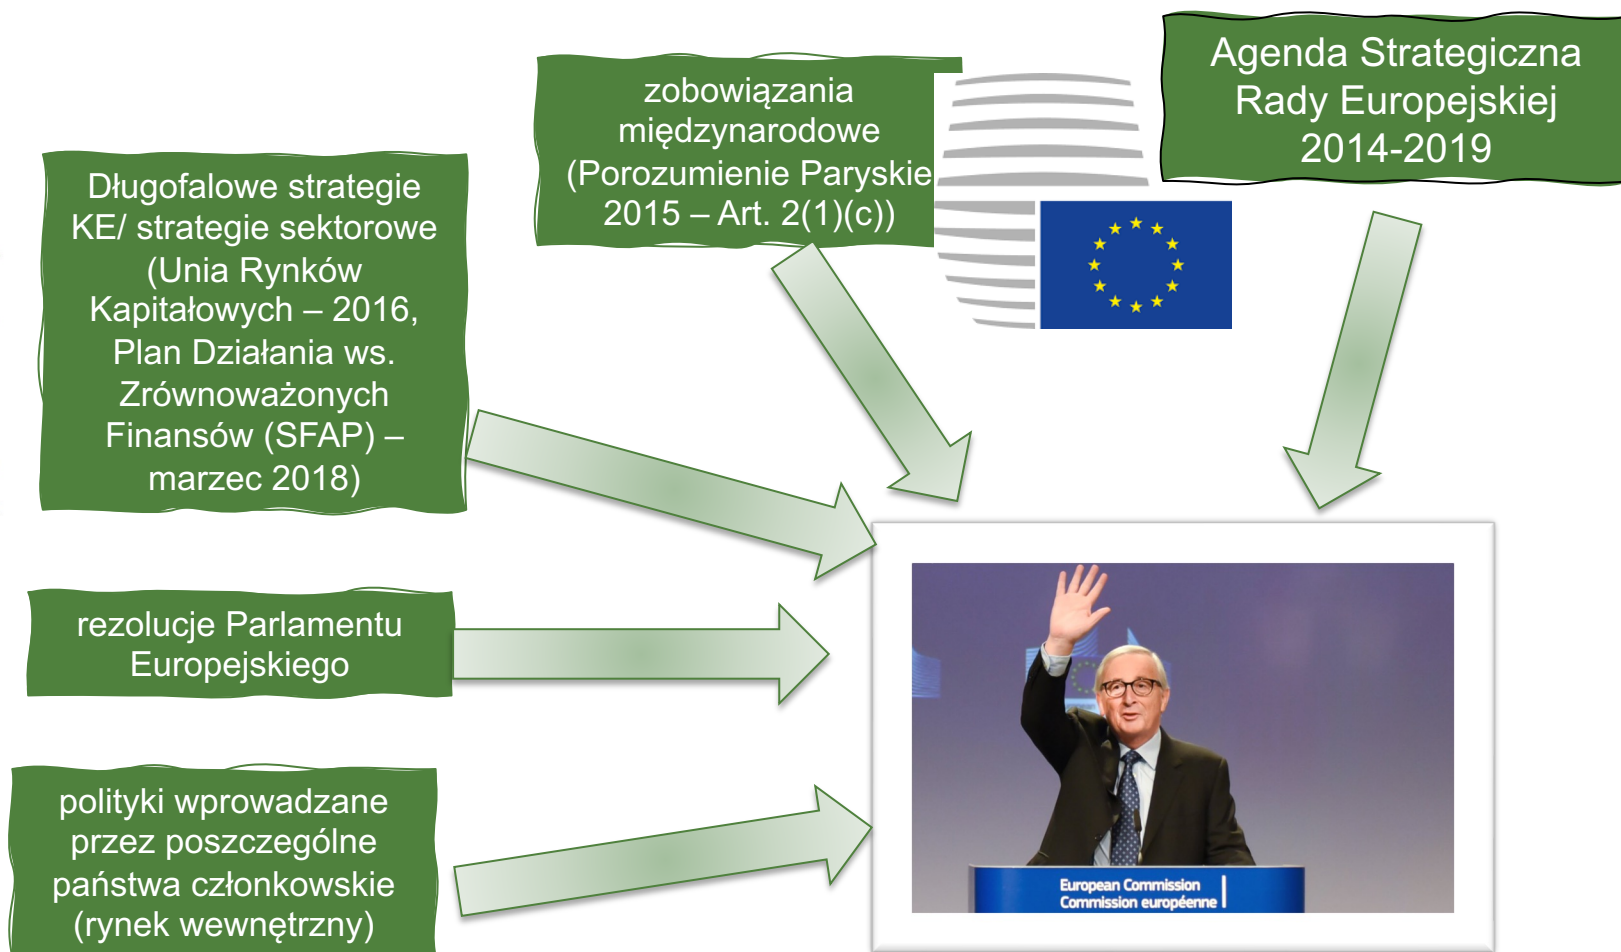 Agenda Strategiczna
Rady Europejskiej
2014-2019
zobowiązania
międzynarodowe
(Porozumienie Paryskie
2015 – Art. 2(1)(c))
Długofalowe strategie
KE/ strategie sektorowe
(Unia Rynków
Kapitałowych – 2016,
Plan Działania ws.
Zrównoważonych
Finansów (SFAP) –
marzec 2018)
rezolucje Parlamentu
Europejskiego
polityki wprowadzane
przez poszczególne
państwa członkowskie
(rynek wewnętrzny)
European Commission
Commission européenne